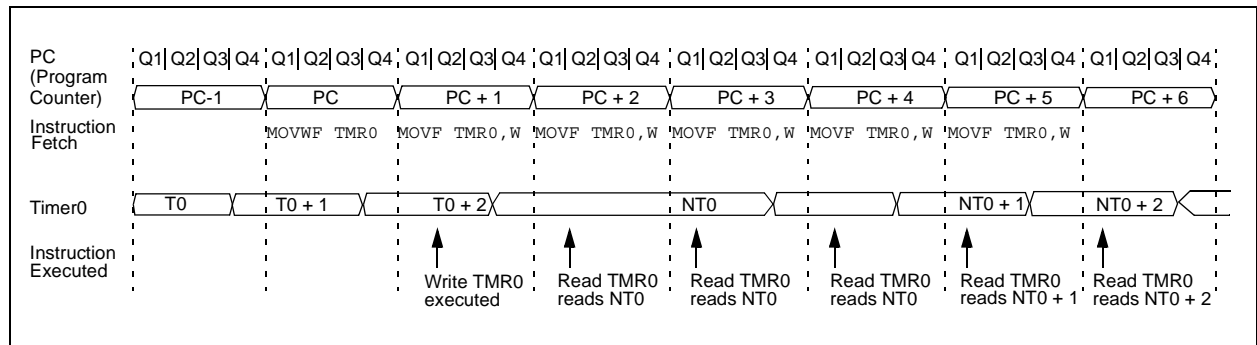 PC
(Program
Counter)
Q1 Q2 Q3 Q4 Q1 Q2 Q3 Q4 Q1 Q2 Q3 Q4 Q1 Q2 Q3 Q4 Q1 Q2 Q3 Q4 Q1 Q2 Q3 Q4 Q1 Q2 Q3 Q4 Q1 Q2 Q3 Q4
PC-1 PC PC + 1 PC + 2 PC + 3 PC + 4 PC + 5 PC + 6
Instruction
Fetch
MOVWF TMR0 MOVF TMR0,W MOVF TMR0,W MOVF TMR0,W MOVF TMR0,W MOVF TMR0,W
Timer0
T0 T0 + 1 T0 + 2 NT0 NT0 + 1 NT0 + 2
Instruction
Executed
Write TMR0
executed
Read TMR0
reads NT0
Read TMR0
reads NT0
Read TMR0
reads NT0
Read TMR0
reads NT0 + 1
Read TMR0
reads NT0 + 2